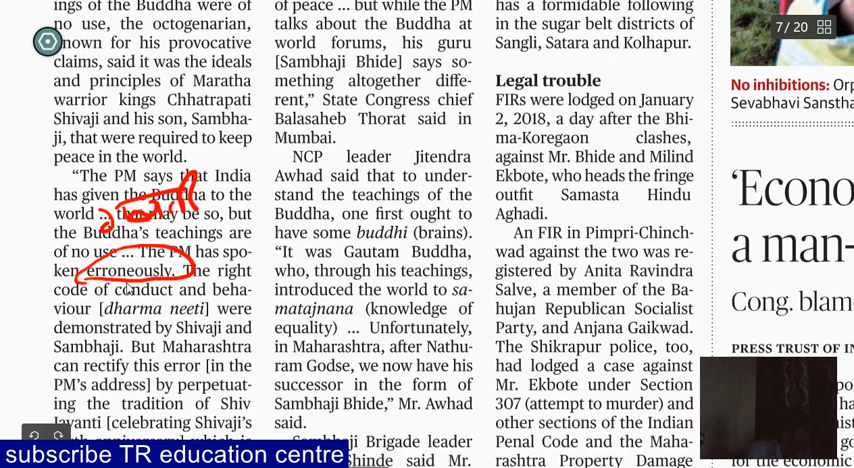 ings of the Buddha were of
no use, the octogenarian,
known for his provocative
claims, said it was the ideals
and principles of Maratha
warrior kings Chhatrapati
Shivaji and his son, Sambha-
ji, that were required to keep
peace in the world.
“The PM says that India
has given the Buddha to the
world ... that may be so, but
the Buddha’s teachings are
of no use ... The PM has spo-
ken erroneously. The right
code of conduct and beha-
viour [dharma neeti] were
demonstrated by Shivaji and
Sambhaji. But Maharashtra
can rectify this error [in the
PM’s address] by perpetuat-
ing the tradition of Shiv
Jayanti [celebrating Shivaji’s
of peace ... but while the PM
talks about the Buddha at
world forums, his guru
[Sambhaji Bhide] says so-
mething altogether diffe-
rent,” State Congress chief
Balasaheb Thorat said in
Mumbai.
NCP leader Jitendra
Awhad said that to under-
stand the teachings of the
Buddha, one first ought to
have some buddhi (brains).
“It was Gautam Buddha,
who, through his teachings,
introduced the world to sa-
matajnana (knowledge of
equality) ... Unfortunately,
in Maharashtra, after Nathu-
ram Godse, we now have his
successor in the form of
Sambhaji Bhide,” Mr. Awhad
said.
Sambhaji Brigade leader
Shinde said Mr.
has a formidable following
in the sugar belt districts of
Sangli, Satara and Kolhapur.
Legal trouble
FIRs were lodged on January
2, 2018, a day after the Bhi-
ma-Koregaon clashes,
against Mr. Bhide and Milind
Ekbote, who heads the fringe
outfit Samasta Hindu
Aghadi.
An FIR in Pimpri-Chinch-
wad against the two was re-
gistered by Anita Ravindra
Salve, a member of the Ba-
hujan Republican Socialist
Party, and Anjana Gaikwad.
The Shikrapur police, too,
had lodged a case against
Mr. Ekbote under Section
307 (attempt to murder) and
other sections of the Indian
Penal Code and the Maha-
rashtra Property Damage
7 / 20
No inhibitions: Orp
Sevabhavi Sanstha
‘Econo
a man-
Cong. blam
PRESS TRUST OF IN
subscribe TR education centre